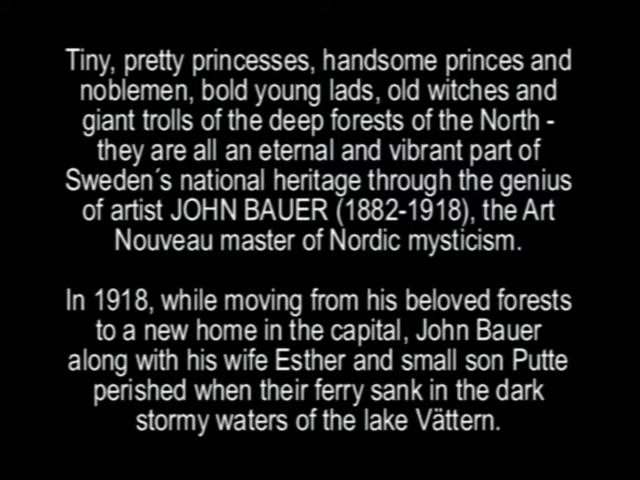 Tiny, pretty princesses, handsome princes and
noblemen, bold young lads, old witches and
giant trolls of the deep forests of the North -
they are all an eternal and vibrant part of
Sweden´s national heritage through the genius
of artist JOHN BAUER (1882-1918), the Art
Nouveau master of Nordic mysticism.
In 1918, while moving from his beloved forests
to a new home in the capital, John Bauer
along with his wife Esther and small son Putte
perished when their ferry sank in the dark
stormy waters of the lake Vättern.